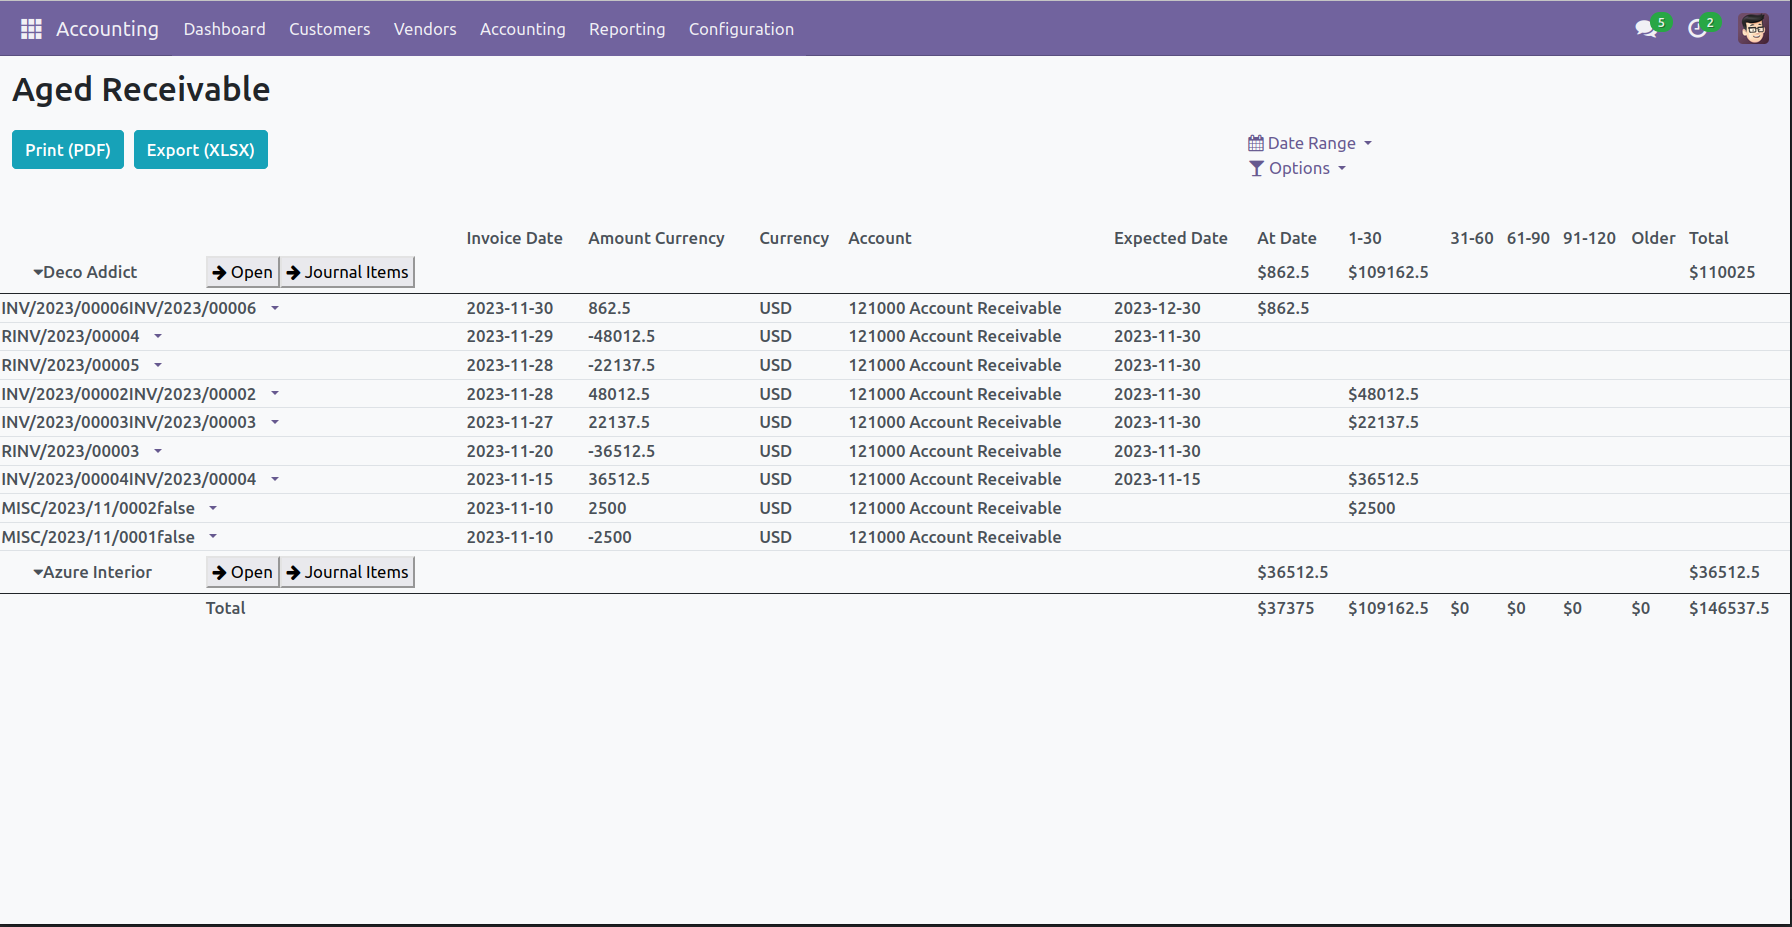 Accounting Dashboard Customers Vendors Accounting Reporting Configuration 5 2
Aged Receivable
Print (PDF) Export (XLSX)
Date Range
Options
Invoice Date Amount Currency Currency Account Expected Date At Date 1-30 31-60 61-90 91-120 Older Total
Deco Addict Open Journal Items $862.5 $109162.5 $110025
INV/2023/00006INV/2023/00006 2023-11-30 862.5 USD 121000 Account Receivable 2023-12-30 $862.5
RINV/2023/00004 2023-11-29 -48012.5 USD 121000 Account Receivable 2023-11-30
RINV/2023/00005 2023-11-28 -22137.5 USD 121000 Account Receivable 2023-11-30
INV/2023/00002INV/2023/00002 2023-11-28 48012.5 USD 121000 Account Receivable 2023-11-30 $48012.5
INV/2023/00003INV/2023/00003 2023-11-27 22137.5 USD 121000 Account Receivable 2023-11-30 $22137.5
RINV/2023/00003 2023-11-20 -36512.5 USD 121000 Account Receivable 2023-11-30
INV/2023/00004INV/2023/00004 2023-11-15 36512.5 USD 121000 Account Receivable 2023-11-15 $36512.5
MISC/2023/11/0002false 2023-11-10 2500 USD 121000 Account Receivable $2500
MISC/2023/11/0001false 2023-11-10 -2500 USD 121000 Account Receivable
Azure Interior Open Journal Items $36512.5 $36512.5
Total $37375 $109162.5 $0 $0 $0 $0 $146537.5